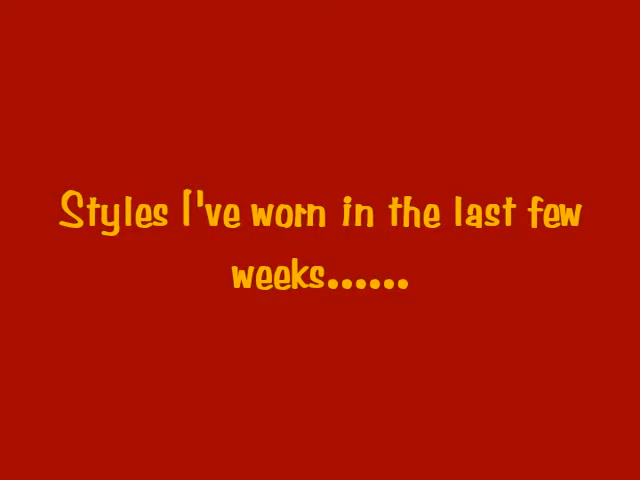 Styles I've worn in the last few
weeks......